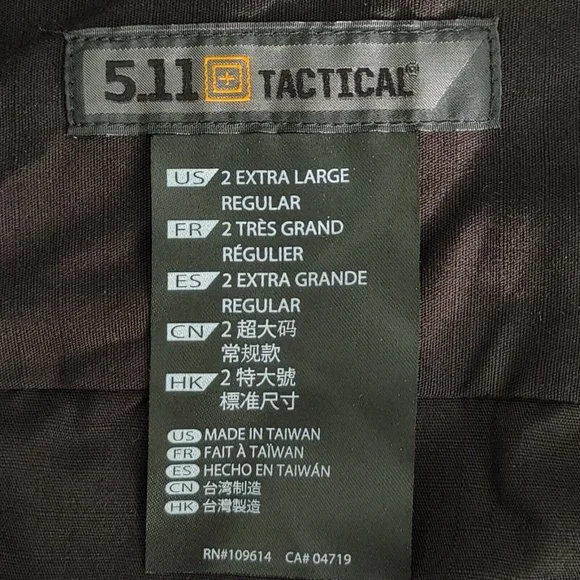 5.11 TACTICAL®
US 2 EXTRA LARGE
REGULAR
FR 2 TRÈS GRAND
RÉGULIER
ES 2 EXTRA GRANDE
REGULAR
CN 2 超大码
常规款
HK 2 特大號
標准尺寸
US MADE IN TAIWAN
FR FAIT À TAÏWAN
ES HECHO EN TAIWÁN
CN 台湾制造
HK 台灣製造
RN#109614 CA# 04719